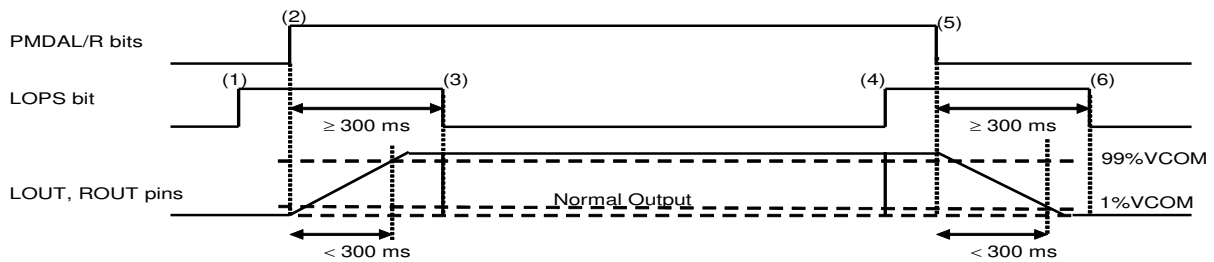 (2)
(5)
PMDAL/R bits
(1)
(3)
(4)
(6)
LOPS bit
≥ 300 ms
≥ 300 ms
99%VCOM
LOUT, ROUT pins
Normal Output
1%VCOM
< 300 ms
< 300 ms